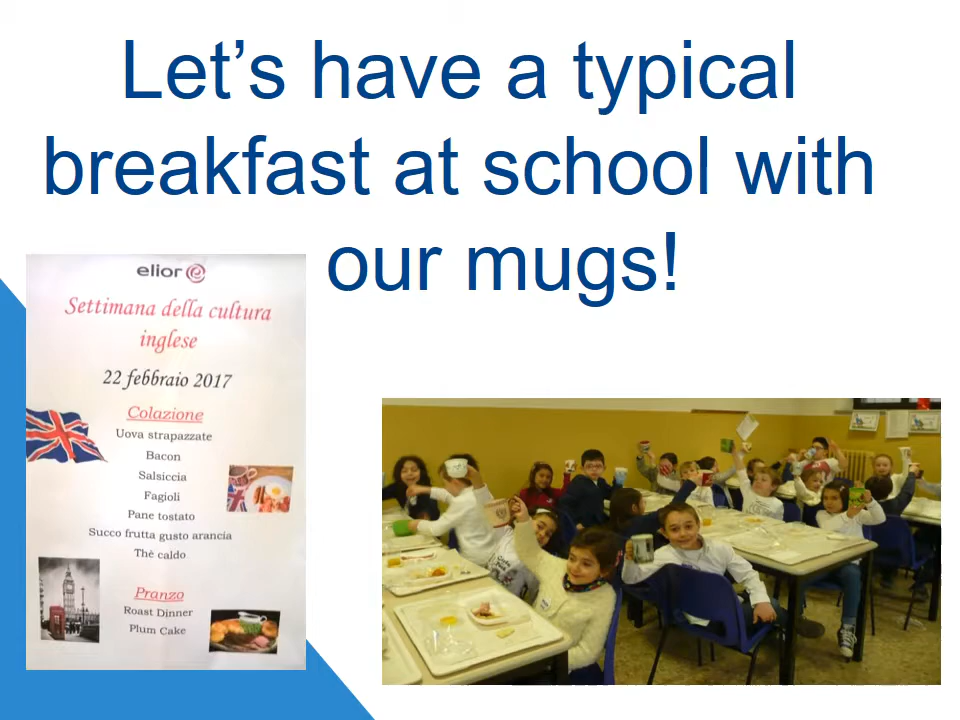 Let’s have a typical
breakfast at school with
our mugs!
elior
Settimana della cultura
inglese
22 febbraio 2017
Colazione
Uova strapazzate
Bacon
Salsiccia
Fagioli
Pane tostato
Succo frutta gusto arancia
Thè caldo
Pranzo
Roast Dinner
Plum Cake